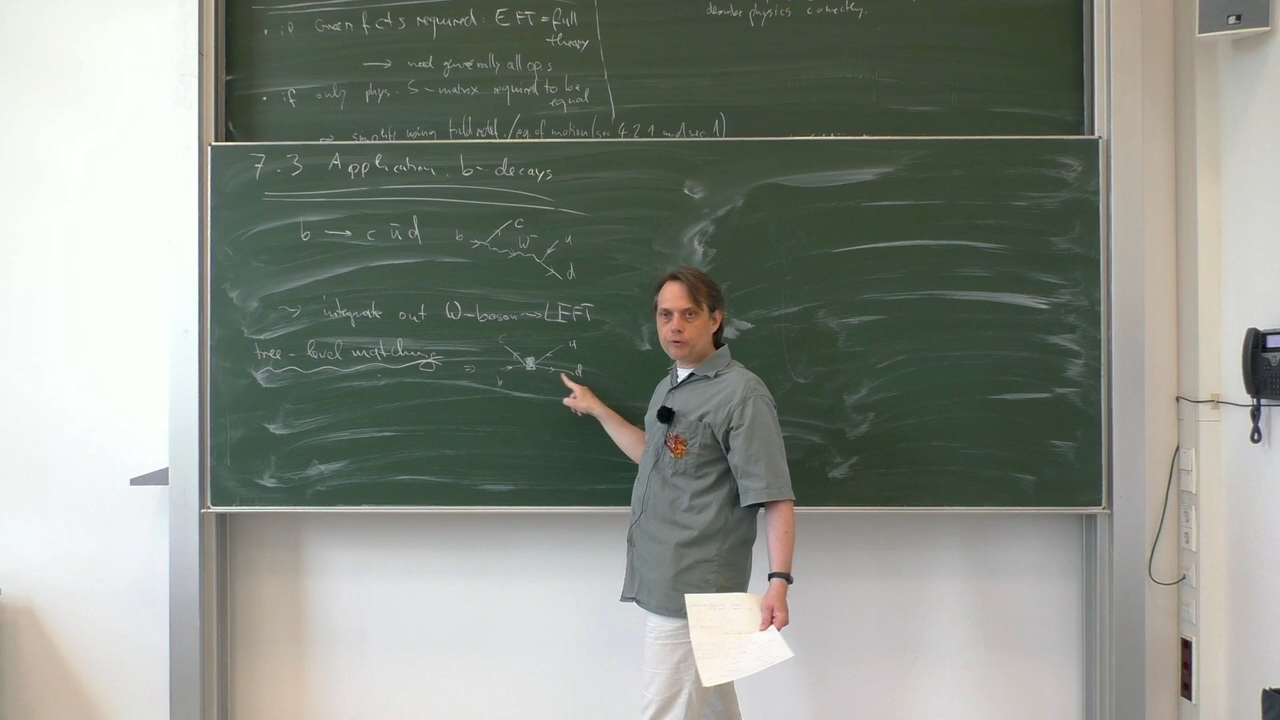 • if Green fcts required: EFT = full
theory
→ need generally all op.s
• if only phys. S-matrix required to be
equal
→ simplify using field redef./eq of motion (sec 4.2.1 and sec 1)
describe physics correctly.
7.3 Application: b-decays
b → c ū d
b c W⁻ u d
⇝ integrate out W-boson → LEFT
tree-level matching ⇒
c u
b d